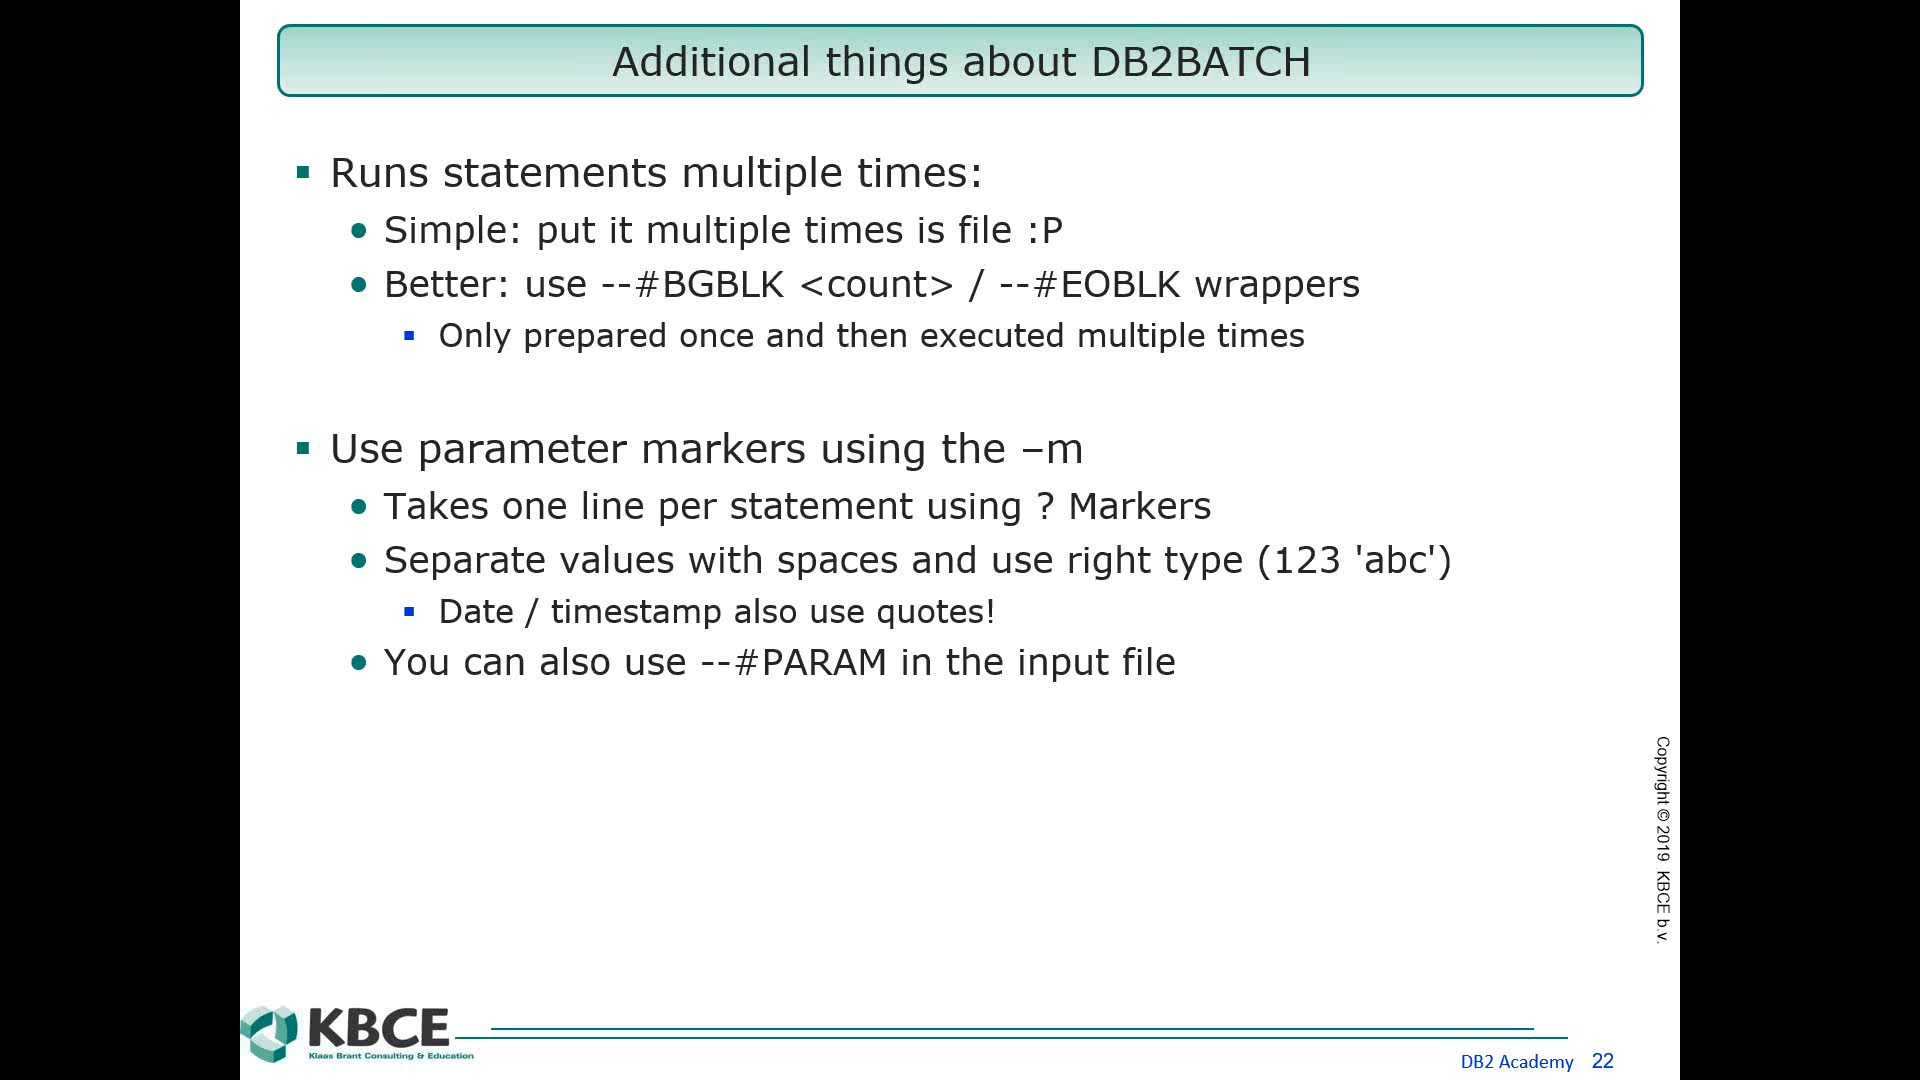 Additional things about DB2BATCH
Runs statements multiple times:
Simple: put it multiple times is file :P
Better: use --#BGBLK <count> / --#EOBLK wrappers
Only prepared once and then executed multiple times
Use parameter markers using the –m
Takes one line per statement using ? Markers
Separate values with spaces and use right type (123 'abc')
Date / timestamp also use quotes!
You can also use --#PARAM in the input file
Copyright © 2019 KBCE b.v.
KBCE
Klaas Brant Consulting & Education
DB2 Academy 22